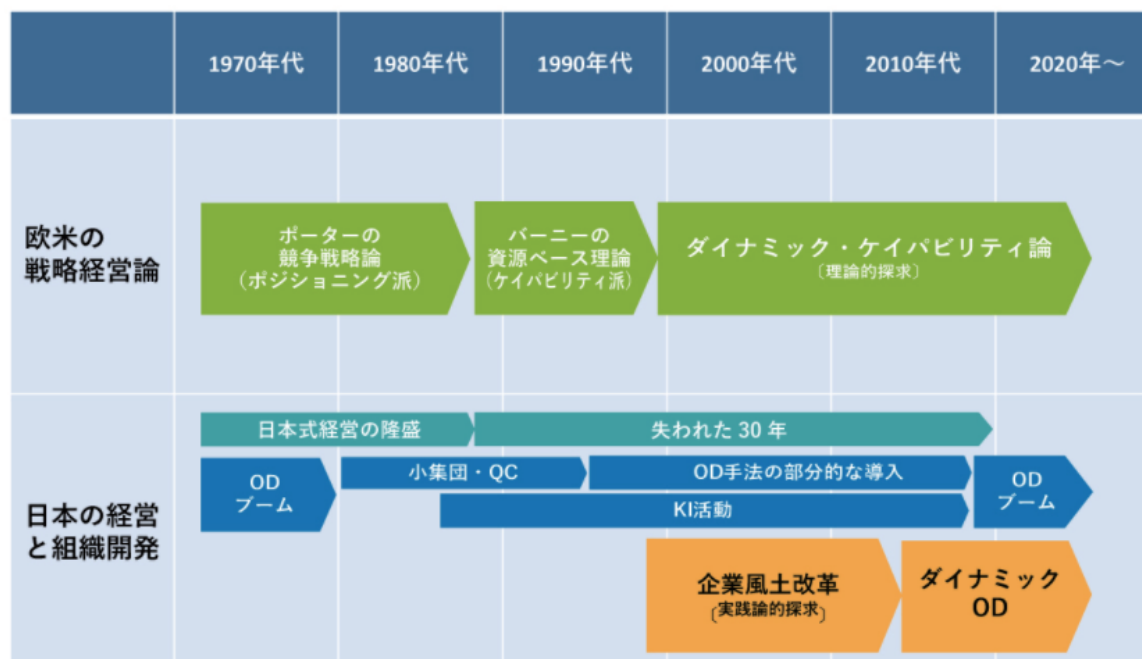 1970年代
1980年代
1990年代
2000年代
2010年代
2020年～
欧米の
戦略経営論
ポーターの
競争戦略論
（ポジショニング派）
バーニーの
資源ベース理論
（ケイパビリティ派）
ダイナミック・ケイパビリティ論
〔理論的探求〕
日本の経営
と組織開発
日本式経営の隆盛
失われた 30 年
OD
ブーム
小集団・QC
OD手法の部分的な導入
KI活動
OD
ブーム
企業風土改革
〔実践論的探求〕
ダイナミック
OD